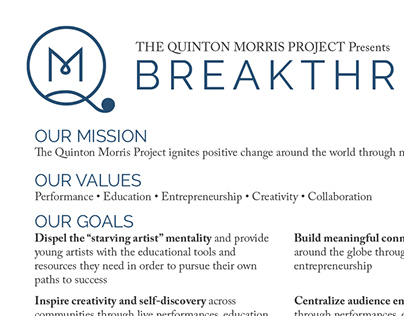 M
THE QUINTON MORRIS PROJECT Presents
BREAKTHR
OUR MISSION
The Quinton Morris Project ignites positive change around the world through
OUR VALUES
Performance • Education • Entrepreneurship • Creativity • Collaboration
OUR GOALS
Dispel the “starving artist” mentality and provide
young artists with the educational tools and
resources they need in order to pursue their own
paths to success
Build meaningful conn
around the globe throug
entrepreneurship
Inspire creativity and self-discovery across
communities through live performances, education
Centralize audience en
through performances,